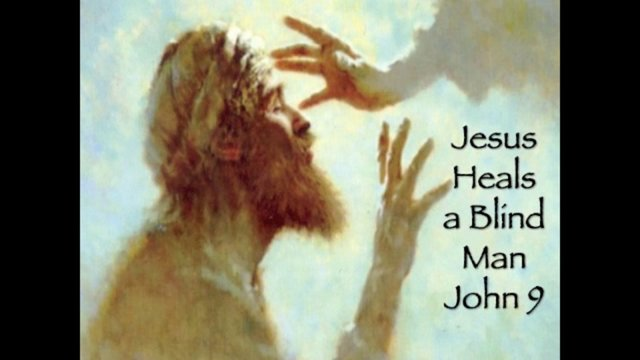 Jesus
Heals
a Blind
Man
John 9